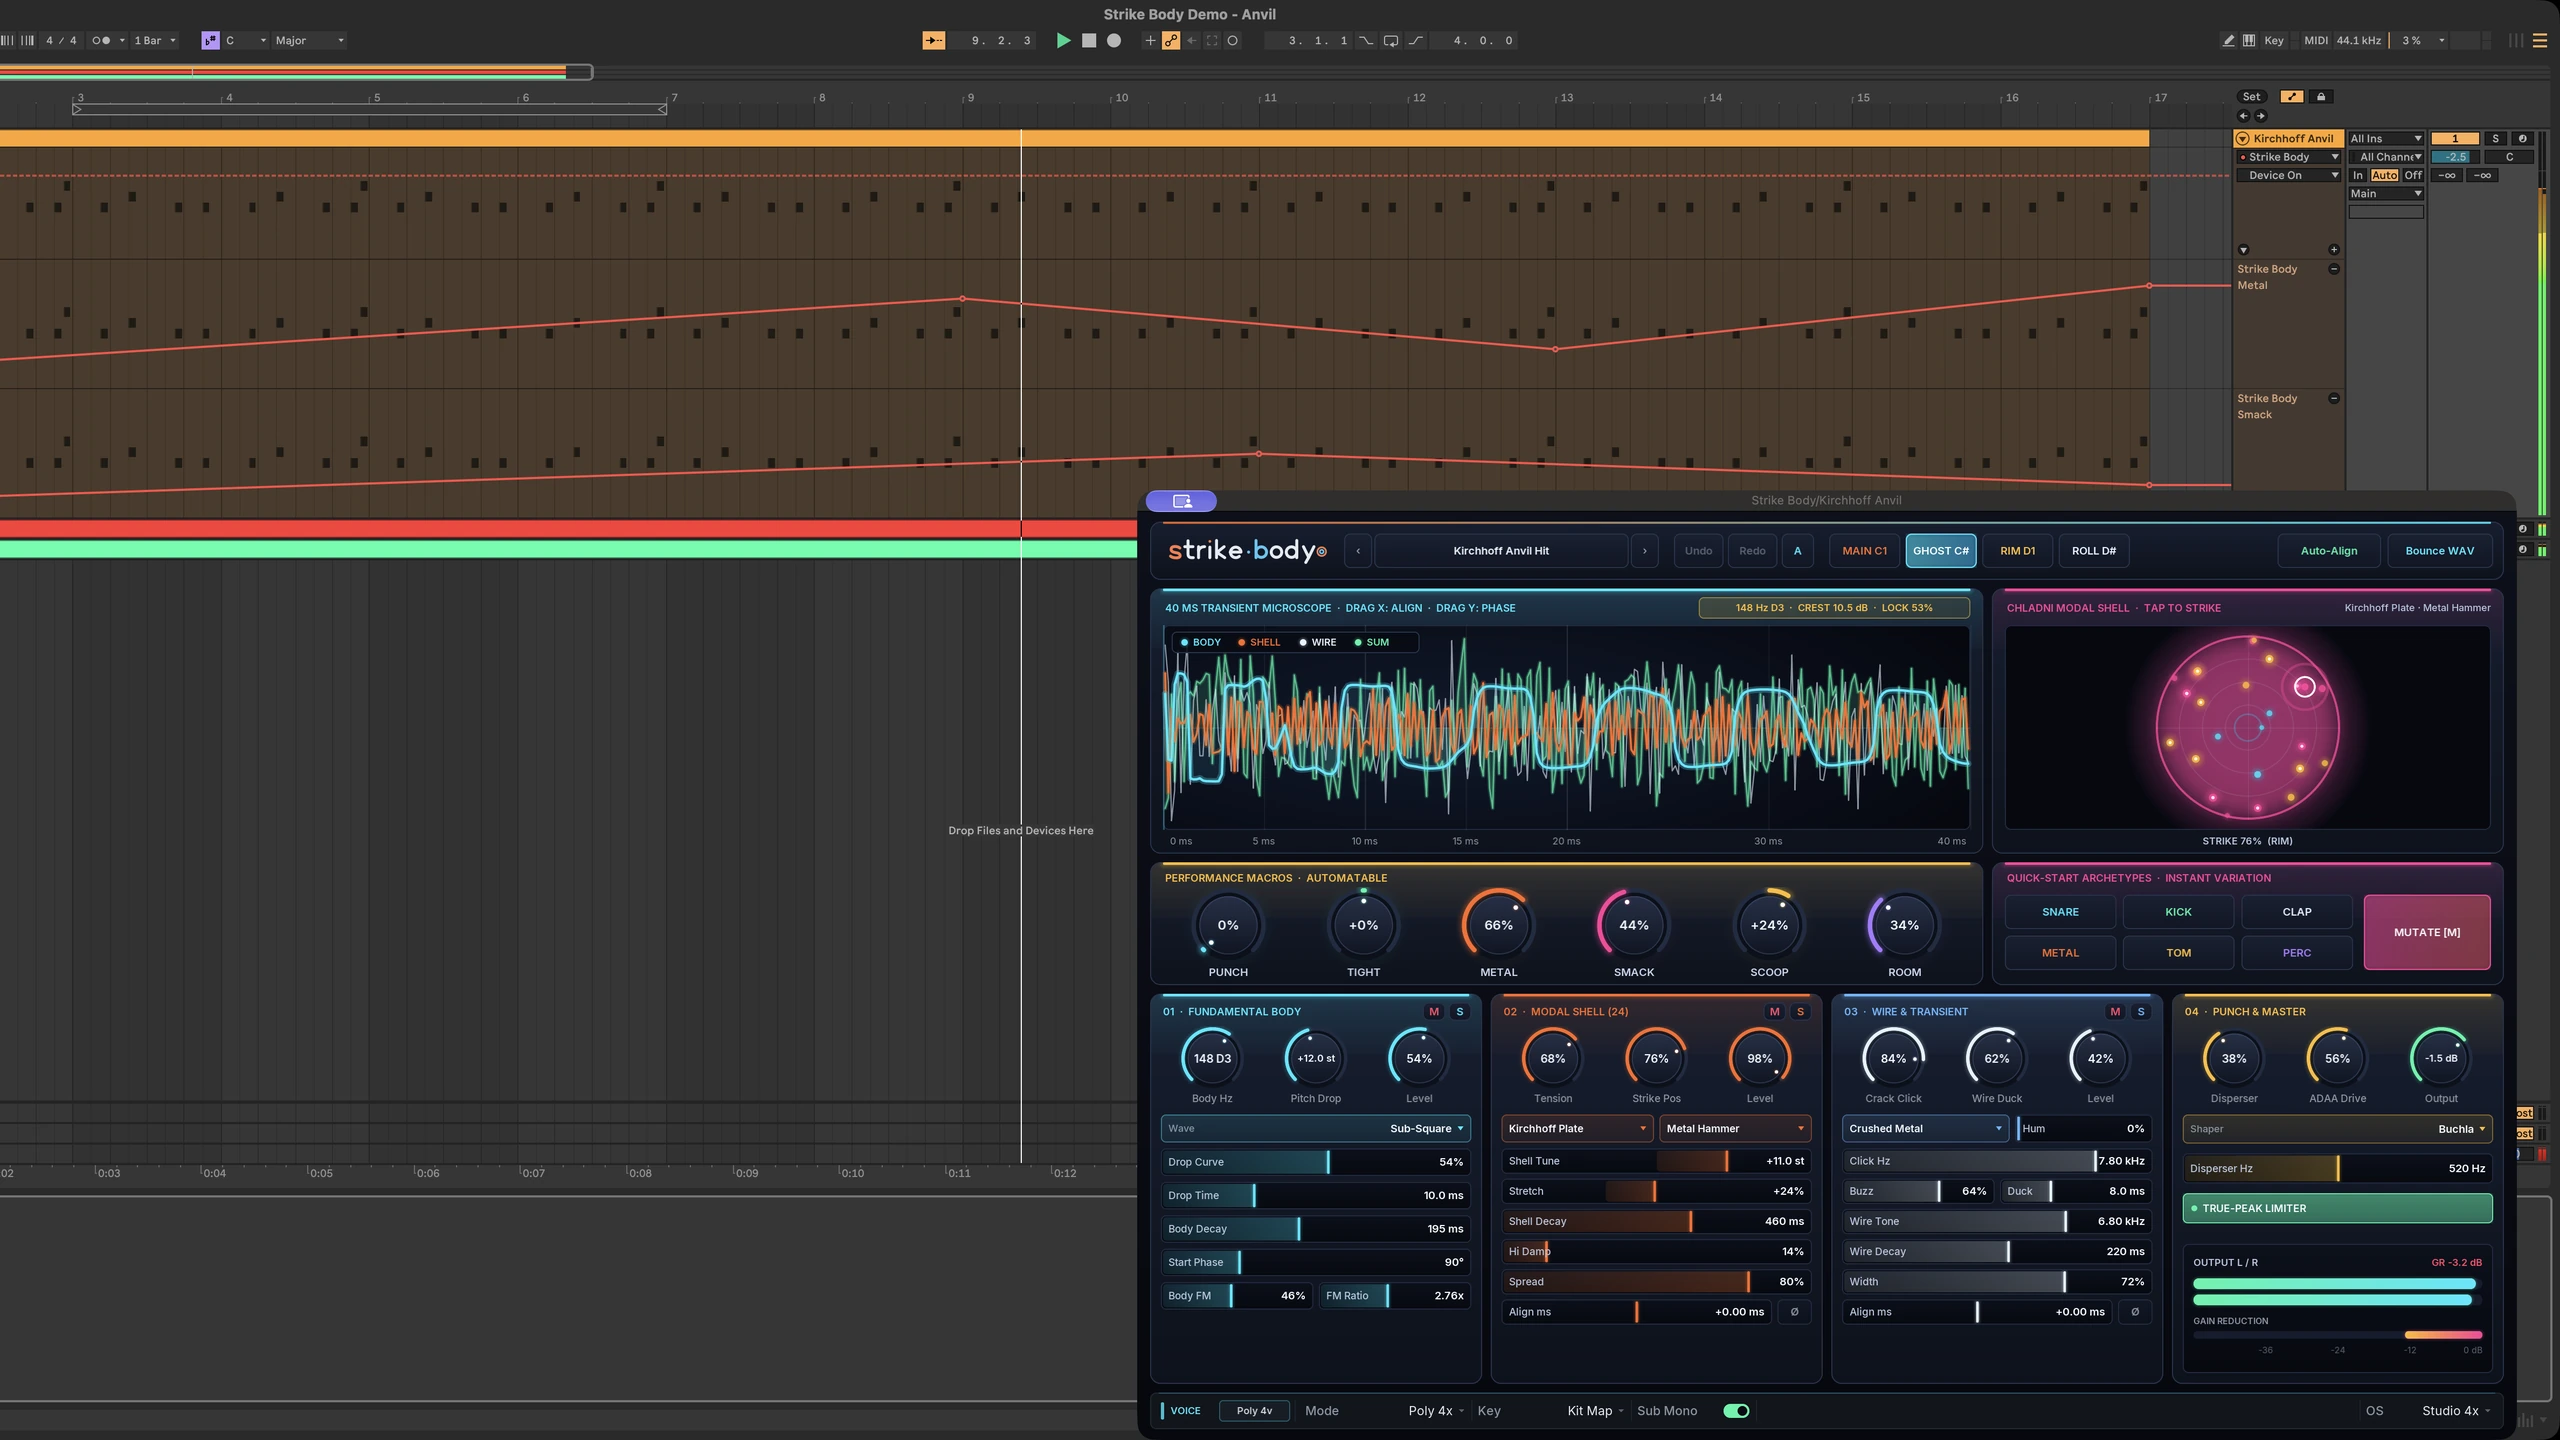 Strike Body Demo - Anvil
4 / 4 1 Bar C Major 9. 2. 3 3. 1. 1 4. 0. 0 Key MIDI 44.1 kHz 3 %
3 4 5 6 7 8 9 10 11 12 13 14 15 16 17 Set
Kirchhoff Anvil All Ins 1 S
Strike Body -2.5 C
Device On In Auto Off -∞ -∞
Main
Strike Body
Metal
Strike Body
Smack
Strike Body/Kirchhoff Anvil
strike·body Kirchhoff Anvil Hit Undo Redo A MAIN C1 GHOST C# RIM D1 ROLL D# Auto-Align Bounce WAV
40 MS TRANSIENT MICROSCOPE · DRAG X: ALIGN · DRAG Y: PHASE 148 Hz D3 · CREST 10.5 dB · LOCK 53% CHLADNI MODAL SHELL · TAP TO STRIKE Kirchhoff Plate · Metal Hammer
BODY SHELL WIRE SUM
Drop Files and Devices Here
0 ms 5 ms 10 ms 15 ms 20 ms 30 ms 40 ms STRIKE 76% (RIM)
PERFORMANCE MACROS · AUTOMATABLE QUICK-START ARCHETYPES · INSTANT VARIATION
0% +0% 66% 44% +24% 34%
PUNCH TIGHT METAL SMACK SCOOP ROOM
SNARE KICK CLAP MUTATE [M]
METAL TOM PERC
01 · FUNDAMENTAL BODY M S
148 D3 +12.0 st 54%
Body Hz Pitch Drop Level
Wave Sub-Square
Drop Curve 54%
Drop Time 10.0 ms
Body Decay 195 ms
Start Phase 90°
Body FM 46% FM Ratio 2.76x
02 · MODAL SHELL (24) M S
68% 76% 98%
Tension Strike Pos Level
Kirchhoff Plate Metal Hammer
Shell Tune +11.0 st
Stretch +24%
Shell Decay 460 ms
Hi Damp 14%
Spread 80%
Align ms +0.00 ms Ø
03 · WIRE & TRANSIENT M S
84% 62% 42%
Crack Click Wire Duck Level
Crushed Metal Hum 0%
Click Hz 7.80 kHz
Buzz 64% Duck 8.0 ms
Wire Tone 6.80 kHz
Wire Decay 220 ms
Width 72%
Align ms +0.00 ms Ø
04 · PUNCH & MASTER
38% 56% -1.5 dB
Disperser ADAA Drive Output
Shaper Buchla
Disperser Hz 520 Hz
TRUE-PEAK LIMITER
OUTPUT L / R GR -3.2 dB
GAIN REDUCTION
-36 -24 -12 0 dB
0:03 0:04 0:05 0:06 0:07 0:08 0:09 0:10 0:11 0:12
VOICE Poly 4v Mode Poly 4x Key Kit Map Sub Mono OS Studio 4x